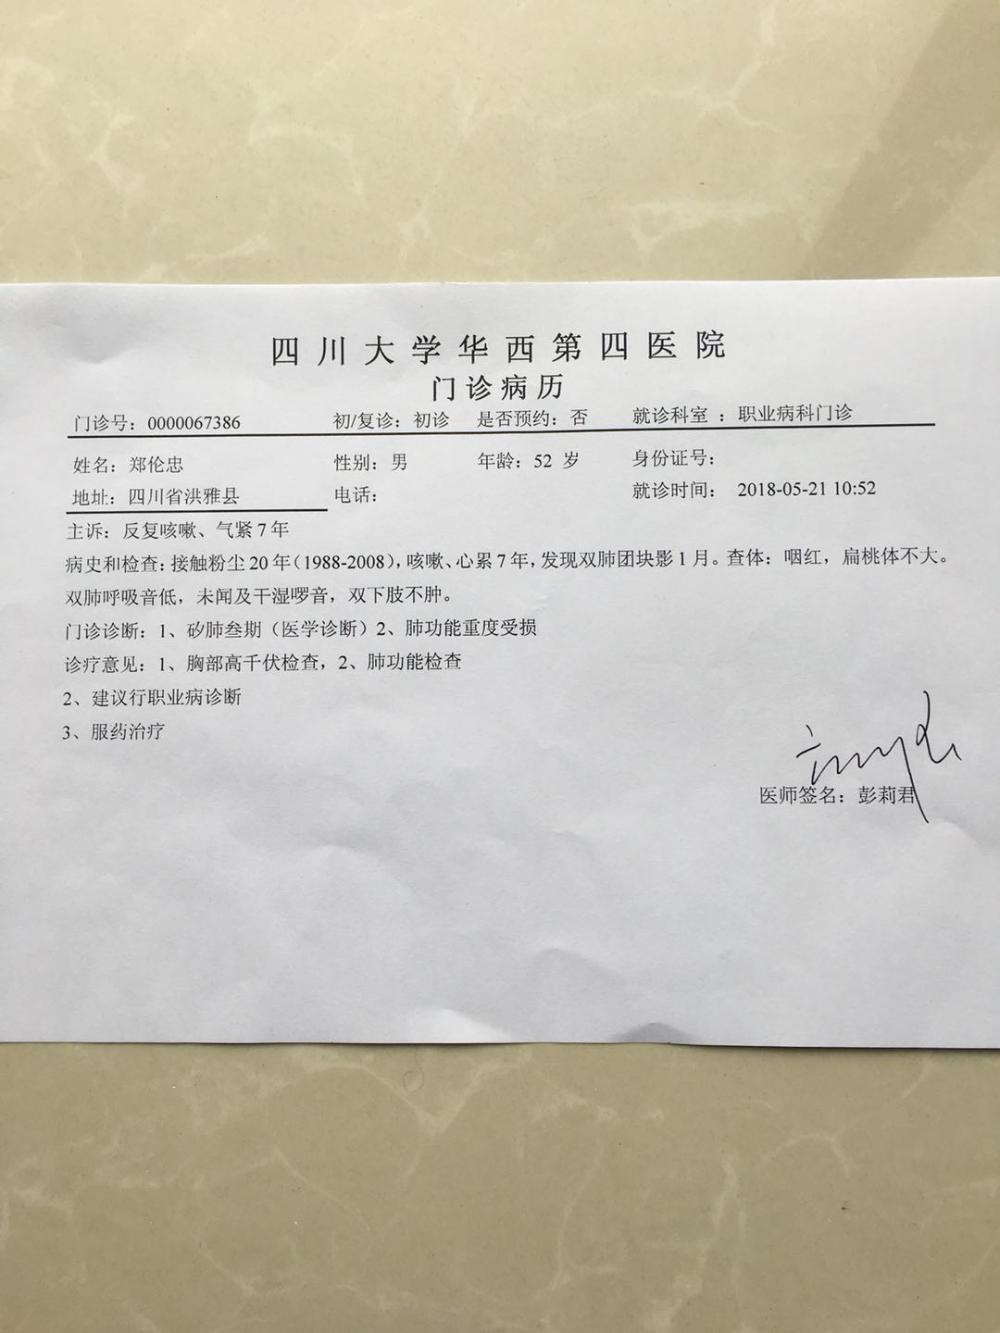 四川大学华西第四医院
门诊病历
门诊号：0000067386 初/复诊：初诊 是否预约：否 就诊科室 ：职业病科门诊
姓名：郑伦忠 性别：男 年龄：52 岁 身份证号：
地址：四川省洪雅县 电话： 就诊时间： 2018-05-21 10:52
主诉：反复咳嗽、气紧 7 年
病史和检查：接触粉尘 20 年（1988-2008），咳嗽、心累 7 年，发现双肺团块影 1 月。查体：咽红，扁桃体不大。
双肺呼吸音低，未闻及干湿啰音，双下肢不肿。
门诊诊断：1、矽肺叁期（医学诊断）2、肺功能重度受损
诊疗意见：1、胸部高千伏检查，2、肺功能检查
2、建议行职业病诊断
3、服药治疗
医师签名：彭莉君